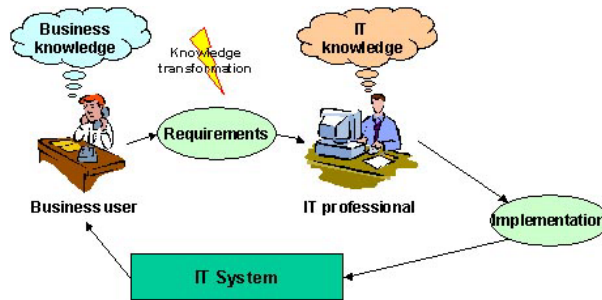 Business
knowledge
Knowledge
transformation
IT
knowledge
Requirements
Business user
IT professional
Implementation
IT System